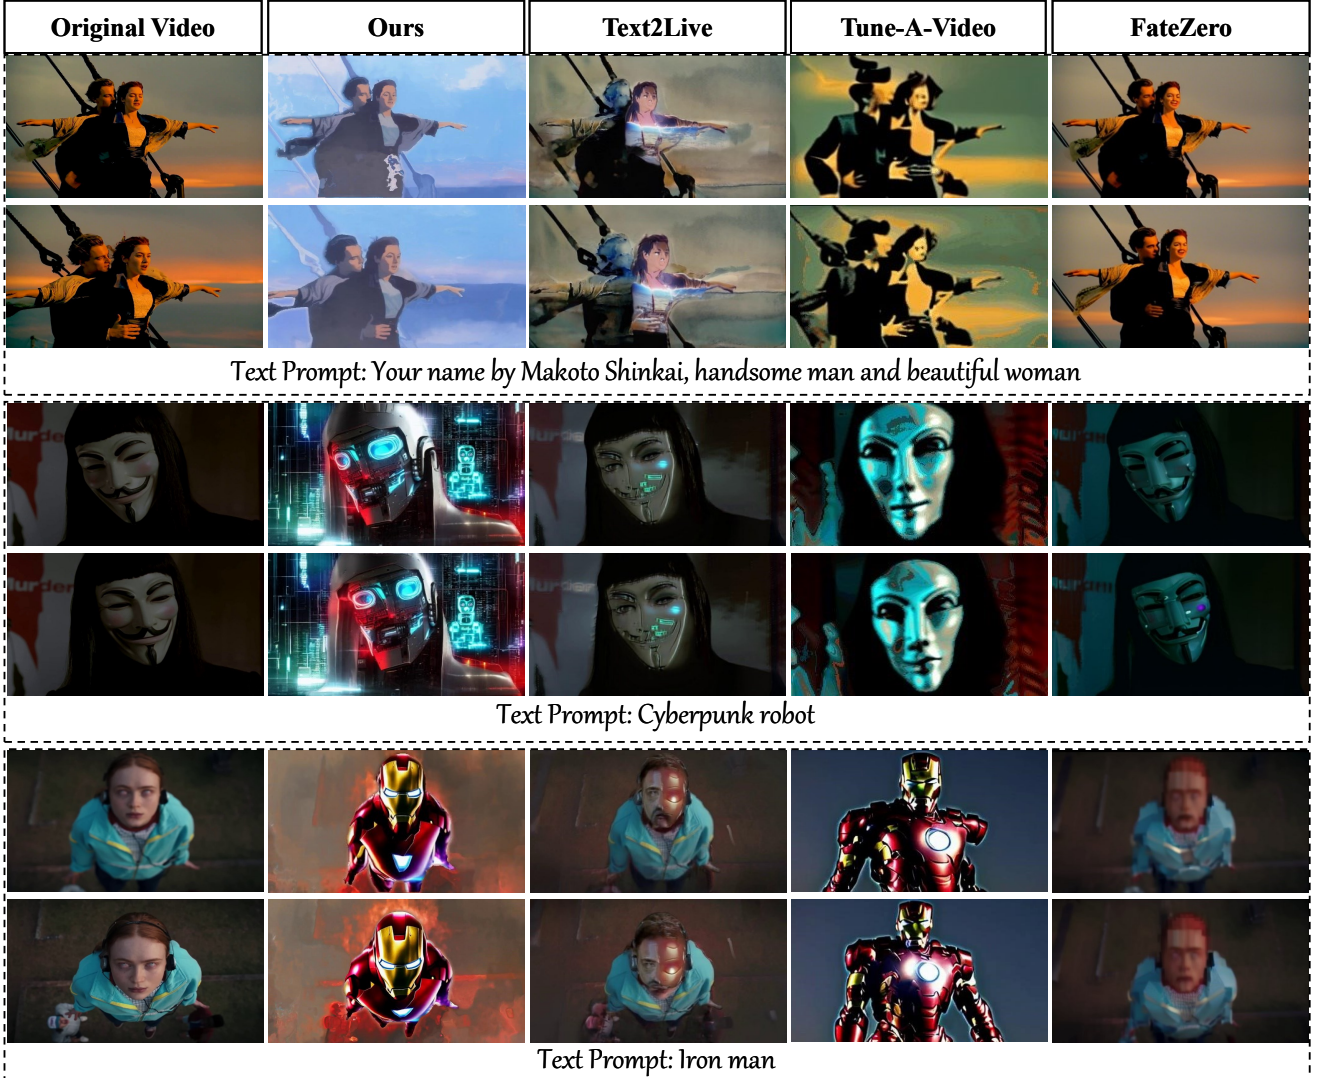 Original Video
Ours
Text2Live
Tune-A-Video
FateZero
Text Prompt: Your name by Makoto Shinkai, handsome man and beautiful woman
Text Prompt: Cyberpunk robot
Text Prompt: Iron man